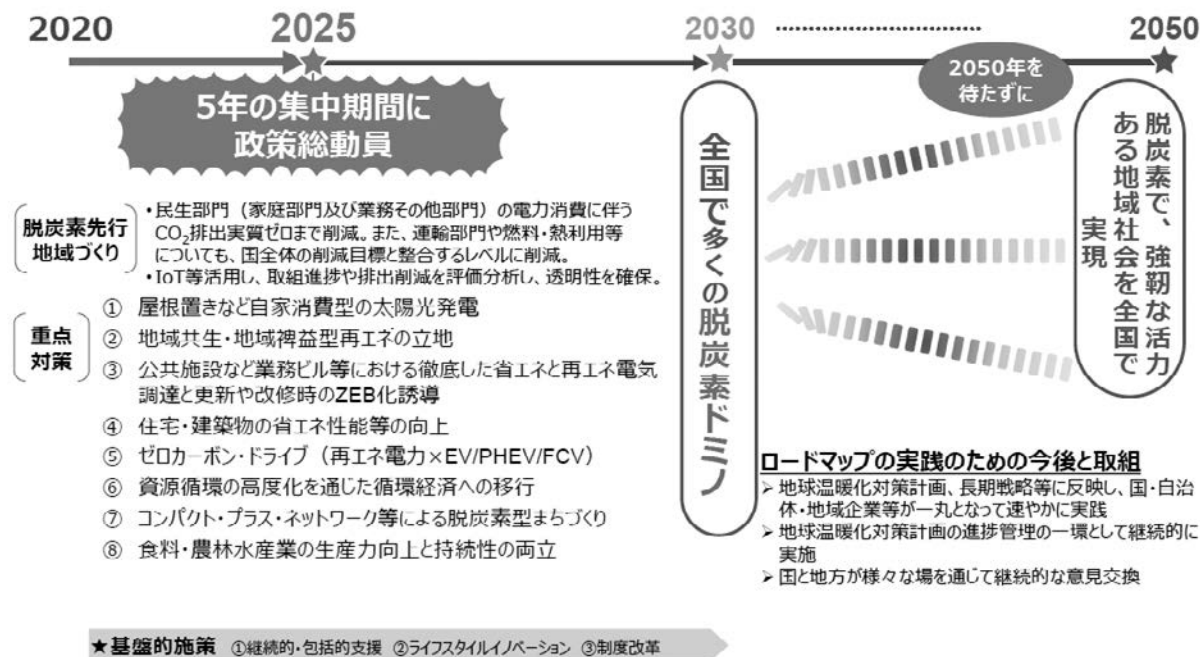 2020
2025
2030
2050
5年の集中期間に
政策総動員
2050年を
待たずに
脱炭素先行
地域づくり
・民生部門（家庭部門及び業務その他部門）の電力消費に伴う
CO₂排出実質ゼロまで削減。また、運輸部門や燃料・熱利用等
についても、国全体の削減目標と整合するレベルに削減。
・IoT等活用し、取組進捗や排出削減を評価分析し、透明性を確保。
重点
対策
① 屋根置きなど自家消費型の太陽光発電
② 地域共生・地域裨益型再エネの立地
③ 公共施設など業務ビル等における徹底した省エネと再エネ電気
調達と更新や改修時のZEB化誘導
④ 住宅・建築物の省エネ性能等の向上
⑤ ゼロカーボン・ドライブ（再エネ電力×EV/PHEV/FCV）
⑥ 資源循環の高度化を通じた循環経済への移行
⑦ コンパクト・プラス・ネットワーク等による脱炭素型まちづくり
⑧ 食料・農林水産業の生産力向上と持続性の両立
全国で多くの脱炭素ドミノ
脱炭素で、強靭な活力
ある地域社会を全国で
実現
ロードマップの実践のための今後と取組
➢ 地球温暖化対策計画、長期戦略等に反映し、国・自治
体・地域企業等が一丸となって速やかに実践
➢ 地球温暖化対策計画の進捗管理の一環として継続的に
実施
➢ 国と地方が様々な場を通じて継続的な意見交換
★基盤的施策 ①継続的・包括的支援 ②ライフスタイルイノベーション ③制度改革